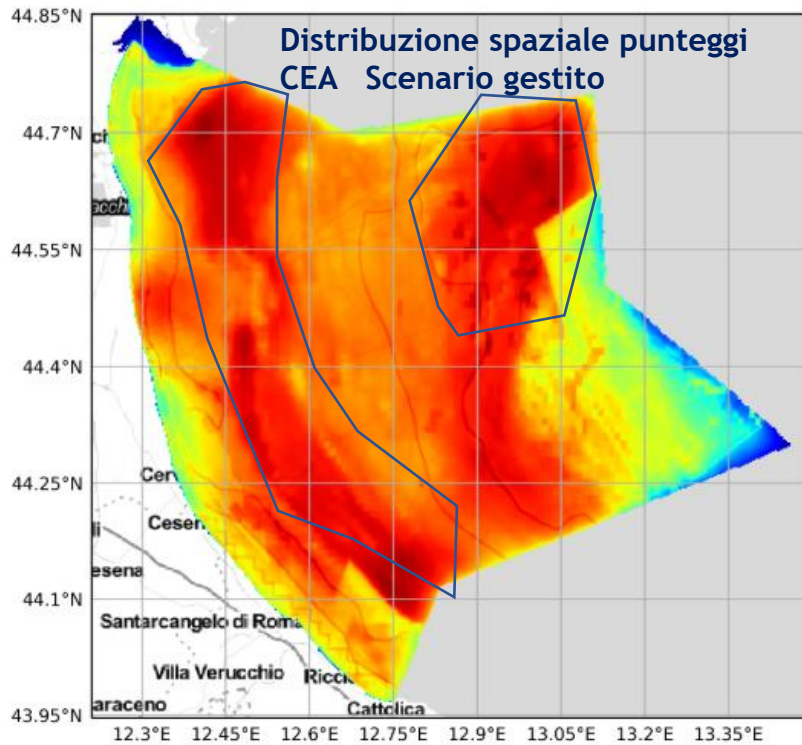 44.85°N
Distribuzione spaziale punteggi
CEA Scenario gestito
44.7°N
44.55°N
44.4°N
44.25°N
44.1°N
43.95°N
Santarcangelo di Roma
Villa Verucchio
Cattolica
12.3°E 12.45°E 12.6°E 12.75°E 12.9°E 13.05°E 13.2°E 13.35°E